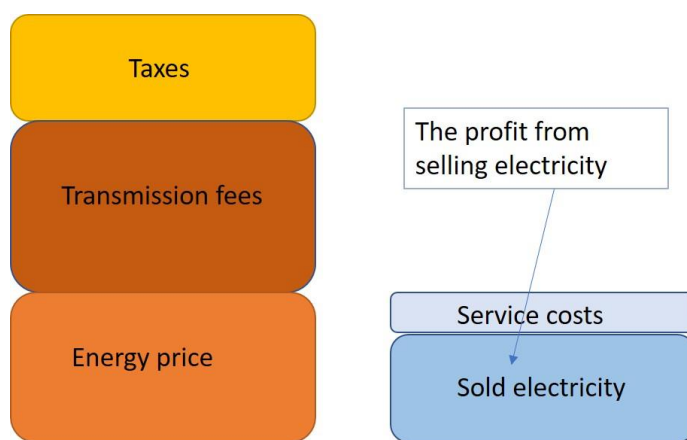 Taxes
Transmission fees
Energy price
The profit from
selling electricity
Service costs
Sold electricity